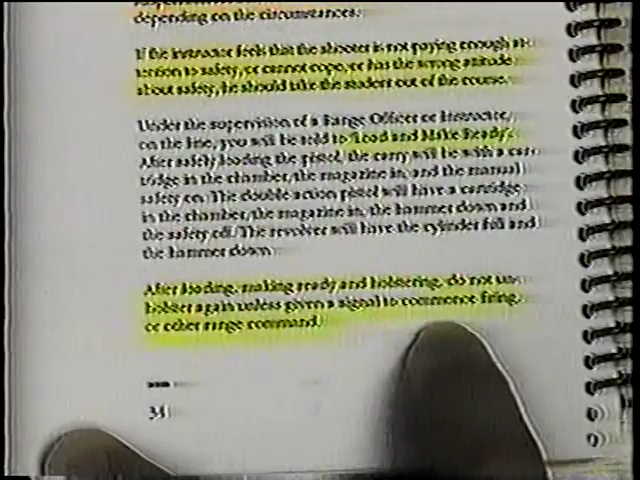 depending on the circumstances.
If the instructor feels that the shooter is not paying enough at-
tention to safety, or cannot cope, or has the wrong attitude
about safety, he should take the student out of the course.
Under the supervision of a Range Officer or Instructor,
on the line, you will be told to "Load and Make Ready".
After safely loading the pistol, the carry will be with a car-
tridge in the chamber, the magazine in, and the manual
safety on. The double action pistol will have a cartridge
in the chamber, the magazine in, the hammer down and
the safety off. The revolver will have the cylinder full and
the hammer down
After loading, making ready and holstering, do not un-
holster again unless given a signal to commence firing,
or other range command.